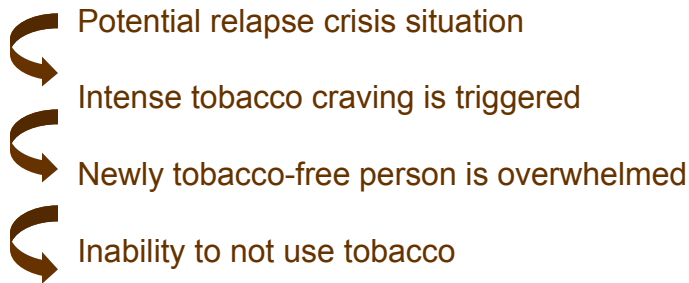 Potential relapse crisis situation
Intense tobacco craving is triggered
Newly tobacco-free person is overwhelmed
Inability to not use tobacco